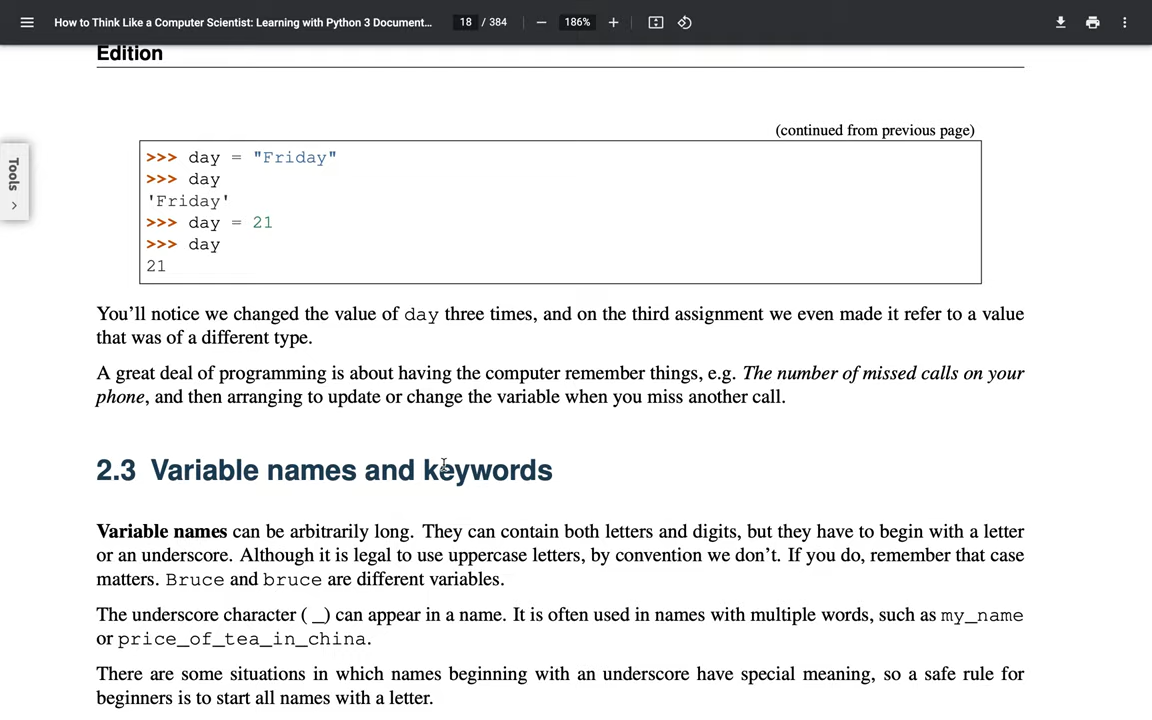 How to Think Like a Computer Scientist: Learning with Python 3 Document...
18 / 384
186%
Edition
Tools
(continued from previous page)
>>> day = "Friday"
>>> day
'Friday'
>>> day = 21
>>> day
21
You'll notice we changed the value of day three times, and on the third assignment we even made it refer to a value
that was of a different type.
A great deal of programming is about having the computer remember things, e.g. The number of missed calls on your
phone, and then arranging to update or change the variable when you miss another call.
2.3 Variable names and keywords
Variable names can be arbitrarily long. They can contain both letters and digits, but they have to begin with a letter
or an underscore. Although it is legal to use uppercase letters, by convention we don't. If you do, remember that case
matters. Bruce and bruce are different variables.
The underscore character ( _) can appear in a name. It is often used in names with multiple words, such as my_name
or price_of_tea_in_china.
There are some situations in which names beginning with an underscore have special meaning, so a safe rule for
beginners is to start all names with a letter.